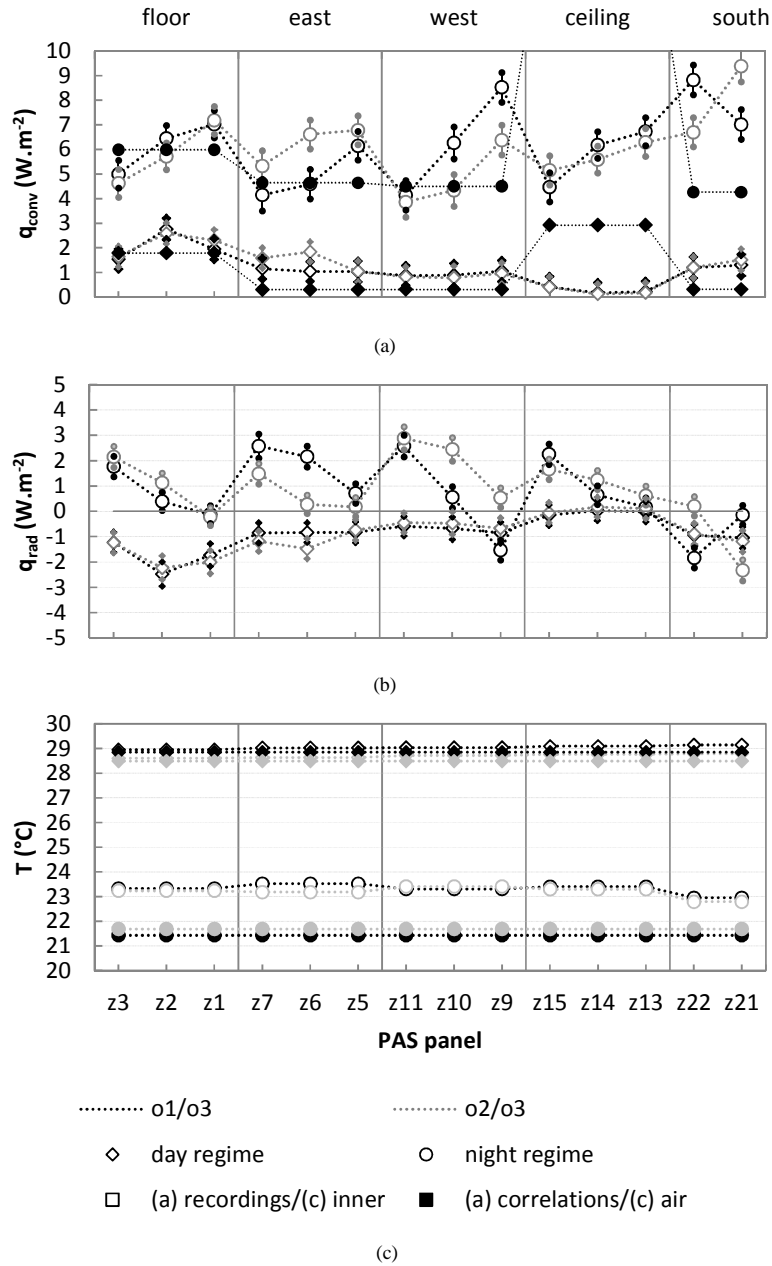 floor east west ceiling south
10
9
8
7
6
5
4
3
2
1
0
q_conv (W.m⁻²)
(a)
5
4
3
2
1
0
-1
-2
-3
-4
-5
q_rad (W.m⁻²)
(b)
30
29
28
27
26
25
24
23
22
21
20
T (°C)
z3 z2 z1 z7 z6 z5 z11 z10 z9 z15 z14 z13 z22 z21
PAS panel
o1/o3 o2/o3
day regime night regime
(a) recordings/(c) inner (a) correlations/(c) air
(c)